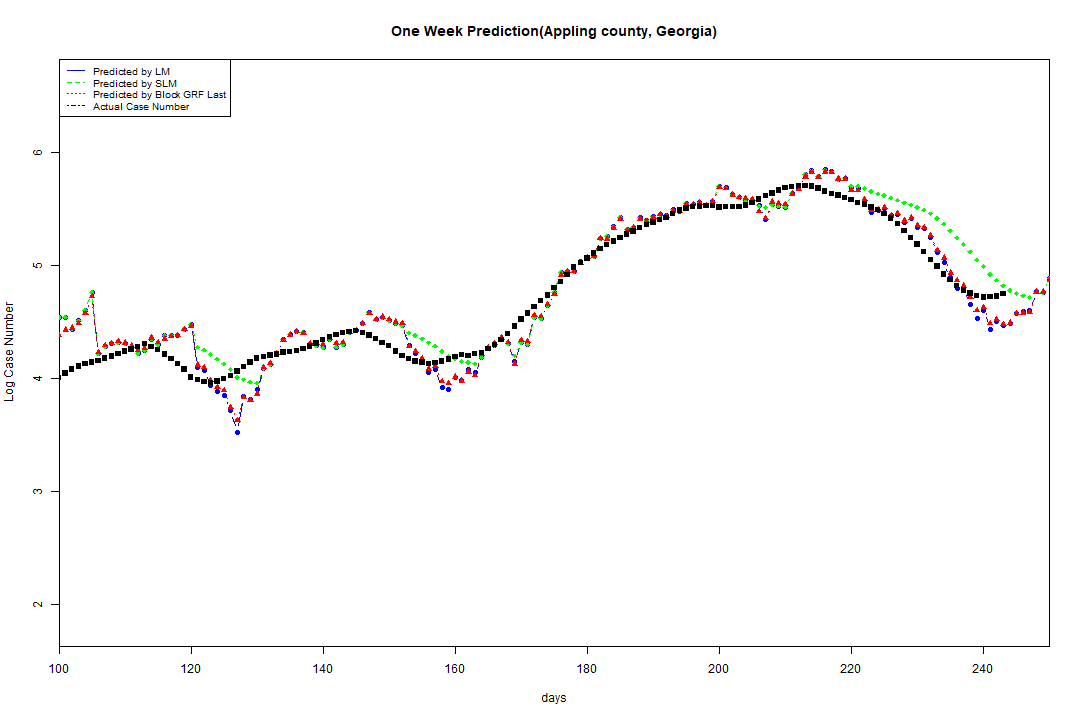 One Week Prediction(Appling county, Georgia)
Predicted by LM
Predicted by SLM
Predicted by Block GRF Last
Actual Case Number
6
5
4
3
2
Log Case Number
100 120 140 160 180 200 220 240
days